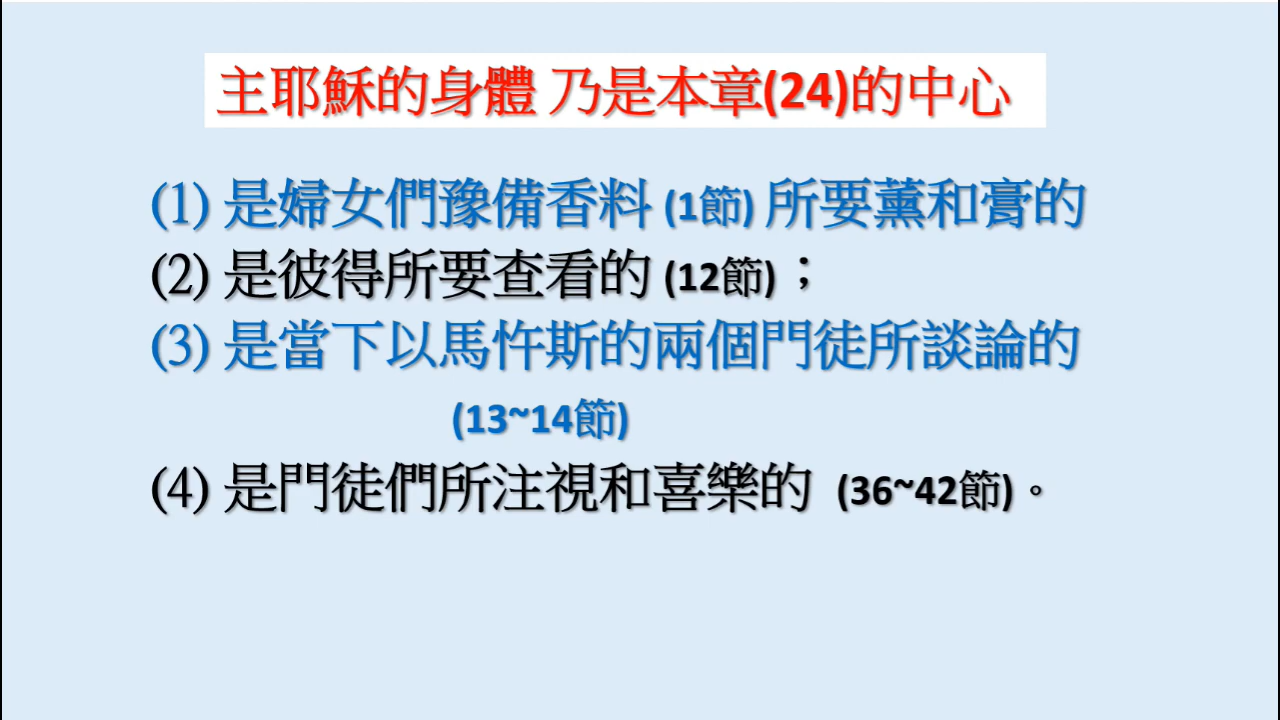 主耶穌的身體 乃是本章(24)的中心
(1) 是婦女們豫備香料 (1節) 所要薰和膏的
(2) 是彼得所要查看的 (12節)；
(3) 是當下以馬忤斯的兩個門徒所談論的
(13~14節)
(4) 是門徒們所注視和喜樂的 (36~42節)。